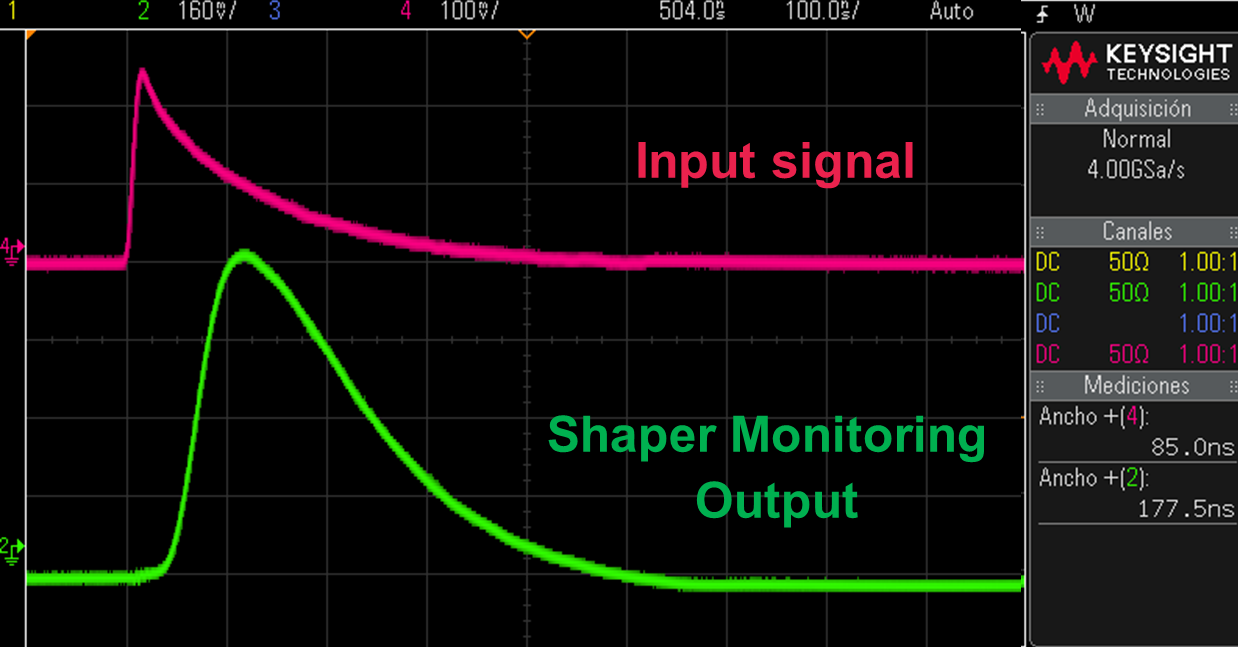 1 2 160㎷/ 3 4 100㎷/ 504.0ns 100.0ns/ Auto W
KEYSIGHT
TECHNOLOGIES
Adquisición
Normal
4.00GSa/s
Input signal
Canales
4
DC 50Ω 1.00:1
DC 50Ω 1.00:1
DC 1.00:1
DC 50Ω 1.00:1
Mediciones
Ancho +(4):
85.0ns
Shaper Monitoring
Output
Ancho +(2):
177.5ns
2